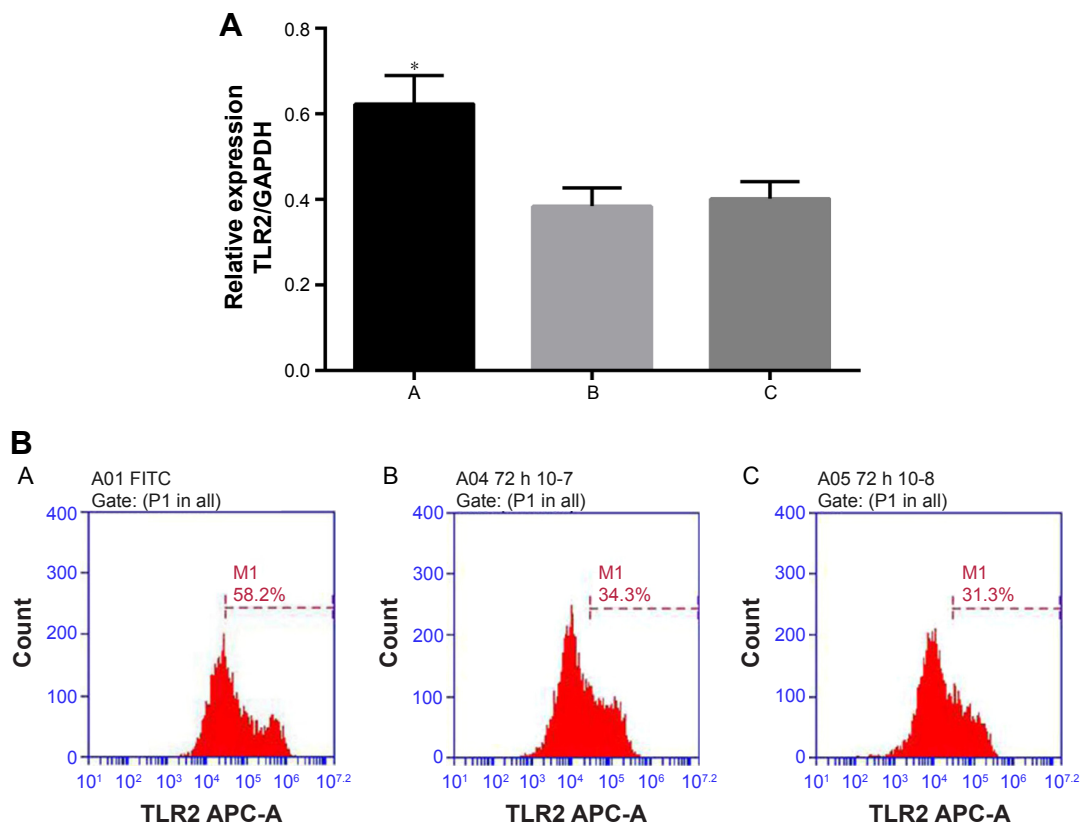 A
Relative expression
TLR2/GAPDH
0.8
0.6
0.4
0.2
0.0
*
A B C
B
A
A01 FITC
Gate: (P1 in all)
400
300
200
100
0
Count
M1
58.2%
10¹ 10² 10³ 10⁴ 10⁵ 10⁶ 10⁷·²
TLR2 APC-A
B
A04 72 h 10-7
Gate: (P1 in all)
400
300
200
100
0
Count
M1
34.3%
10¹ 10² 10³ 10⁴ 10⁵ 10⁶ 10⁷·²
TLR2 APC-A
C
A05 72 h 10-8
Gate: (P1 in all)
400
300
200
100
0
Count
M1
31.3%
10¹ 10² 10³ 10⁴ 10⁵ 10⁶ 10⁷·²
TLR2 APC-A